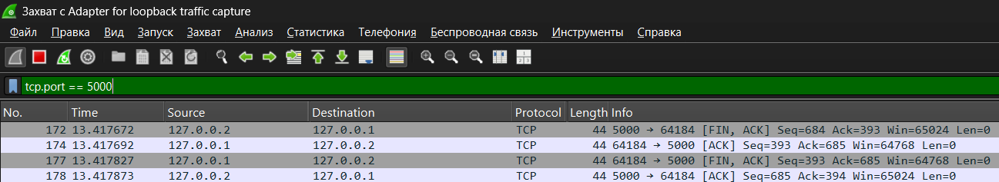 Захват с Adapter for loopback traffic capture
Файл Правка Вид Запуск Захват Анализ Статистика Телефония Беспроводная связь Инструменты Справка
tcp.port == 5000
No. Time Source Destination Protocol Length Info
172 13.417672 127.0.0.2 127.0.0.1 TCP 44 5000 → 64184 [FIN, ACK] Seq=684 Ack=393 Win=65024 Len=0
174 13.417692 127.0.0.1 127.0.0.2 TCP 44 64184 → 5000 [ACK] Seq=393 Ack=685 Win=64768 Len=0
177 13.417827 127.0.0.1 127.0.0.2 TCP 44 64184 → 5000 [FIN, ACK] Seq=393 Ack=685 Win=64768 Len=0
178 13.417873 127.0.0.2 127.0.0.1 TCP 44 5000 → 64184 [ACK] Seq=685 Ack=394 Win=65024 Len=0